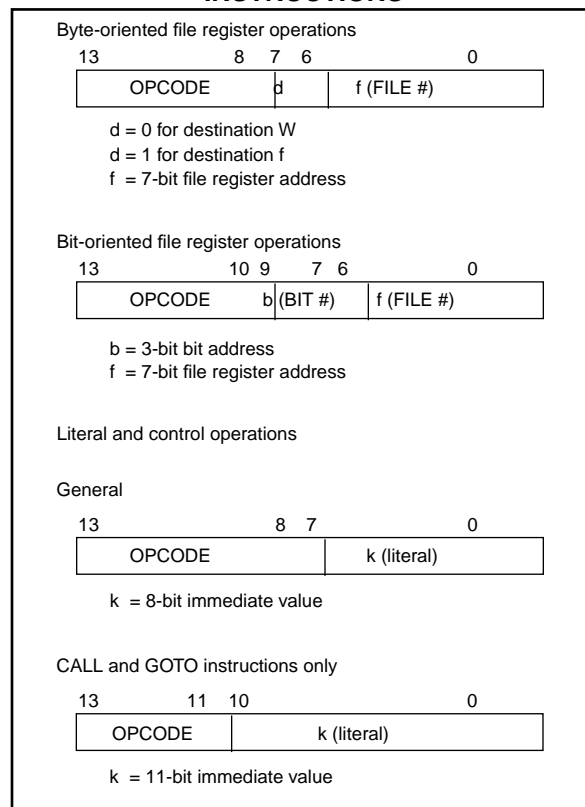 INSTRUCTIONS
Byte-oriented file register operations
13 8 7 6 0
OPCODE d f (FILE #)
d = 0 for destination W
d = 1 for destination f
f = 7-bit file register address
Bit-oriented file register operations
13 10 9 7 6 0
OPCODE b (BIT #) f (FILE #)
b = 3-bit bit address
f = 7-bit file register address
Literal and control operations
General
13 8 7 0
OPCODE k (literal)
k = 8-bit immediate value
CALL and GOTO instructions only
13 11 10 0
OPCODE k (literal)
k = 11-bit immediate value